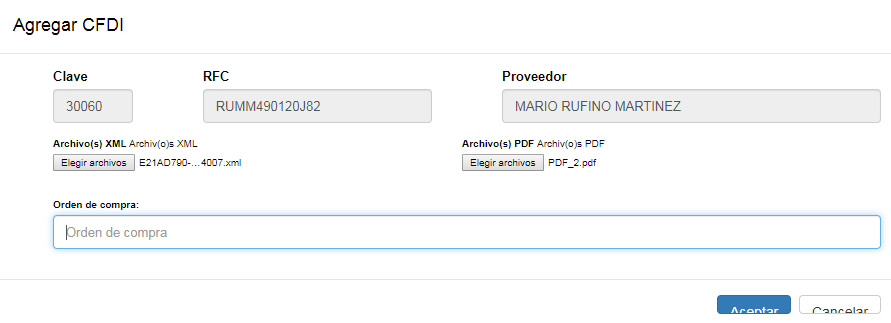 Agregar CFDI
Clave RFC Proveedor
30060 RUMM490120J82 MARIO RUFINO MARTINEZ
Archivo(s) XML Archiv(o)s XML Archivo(s) PDF Archiv(o)s PDF
Elegir archivos E21AD790-...4007.xml Elegir archivos PDF_2.pdf
Orden de compra:
Orden de compra
Aceptar Cancelar